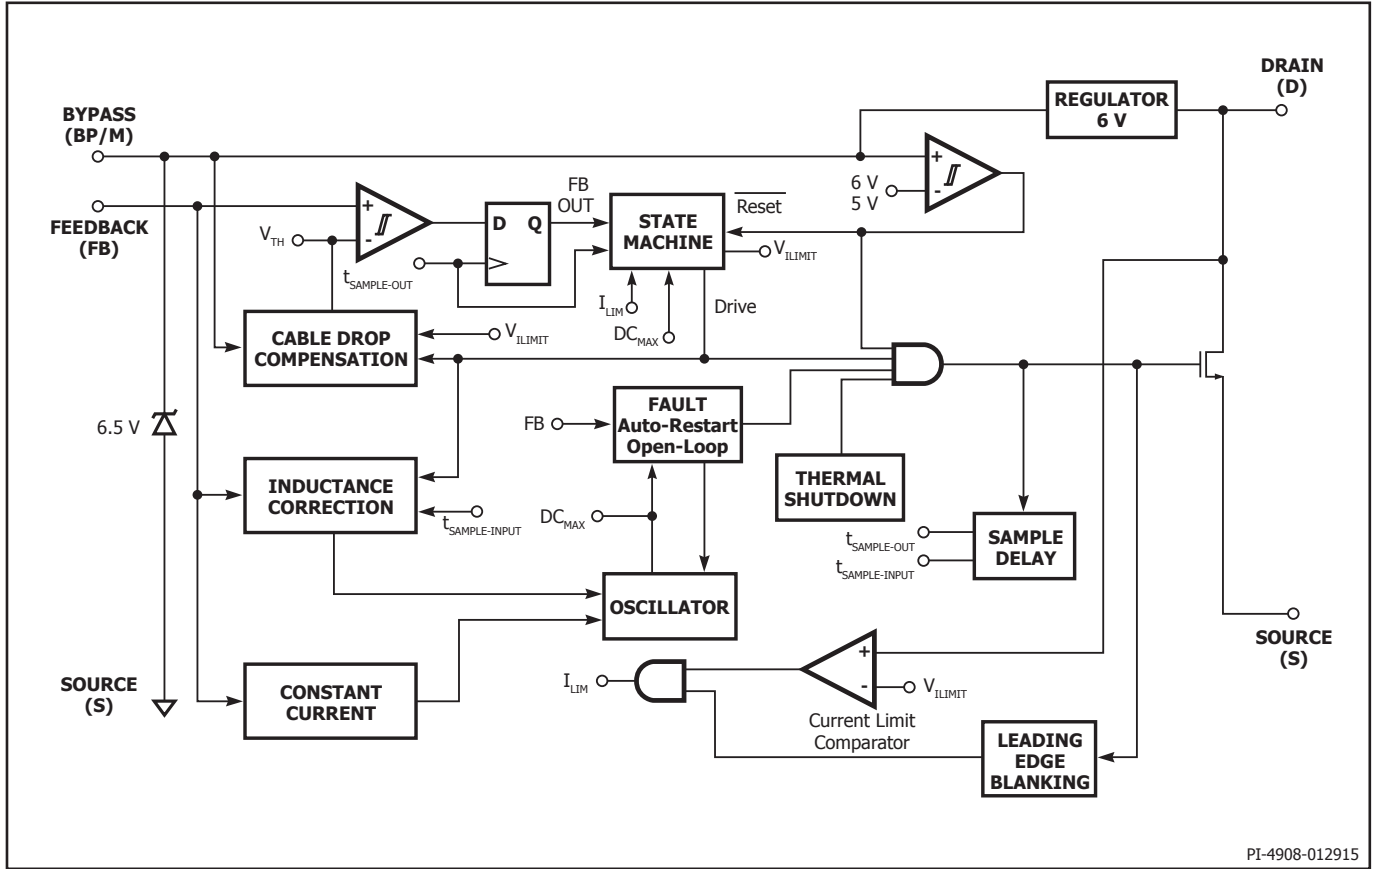 DRAIN
(D)
REGULATOR
6 V
BYPASS
(BP/M)
+
6 V
5 V
-
FEEDBACK
(FB)
+
-
V_TH
t_SAMPLE-OUT
D Q
FB
OUT
STATE
MACHINE
Reset
V_ILIMIT
I_LIM
DC_MAX
Drive
CABLE DROP
COMPENSATION
V_ILIMIT
6.5 V
FB
FAULT
Auto-Restart
Open-Loop
THERMAL
SHUTDOWN
INDUCTANCE
CORRECTION
t_SAMPLE-INPUT
DC_MAX
t_SAMPLE-OUT
t_SAMPLE-INPUT
SAMPLE
DELAY
OSCILLATOR
SOURCE
(S)
SOURCE
(S)
CONSTANT
CURRENT
I_LIM
+
-
V_ILIMIT
Current Limit
Comparator
LEADING
EDGE
BLANKING
PI-4908-012915